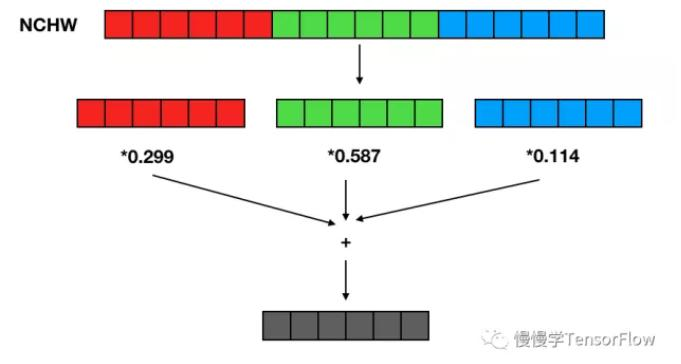 NCHW
*0.299
*0.587
*0.114
+
慢慢学TensorFlow